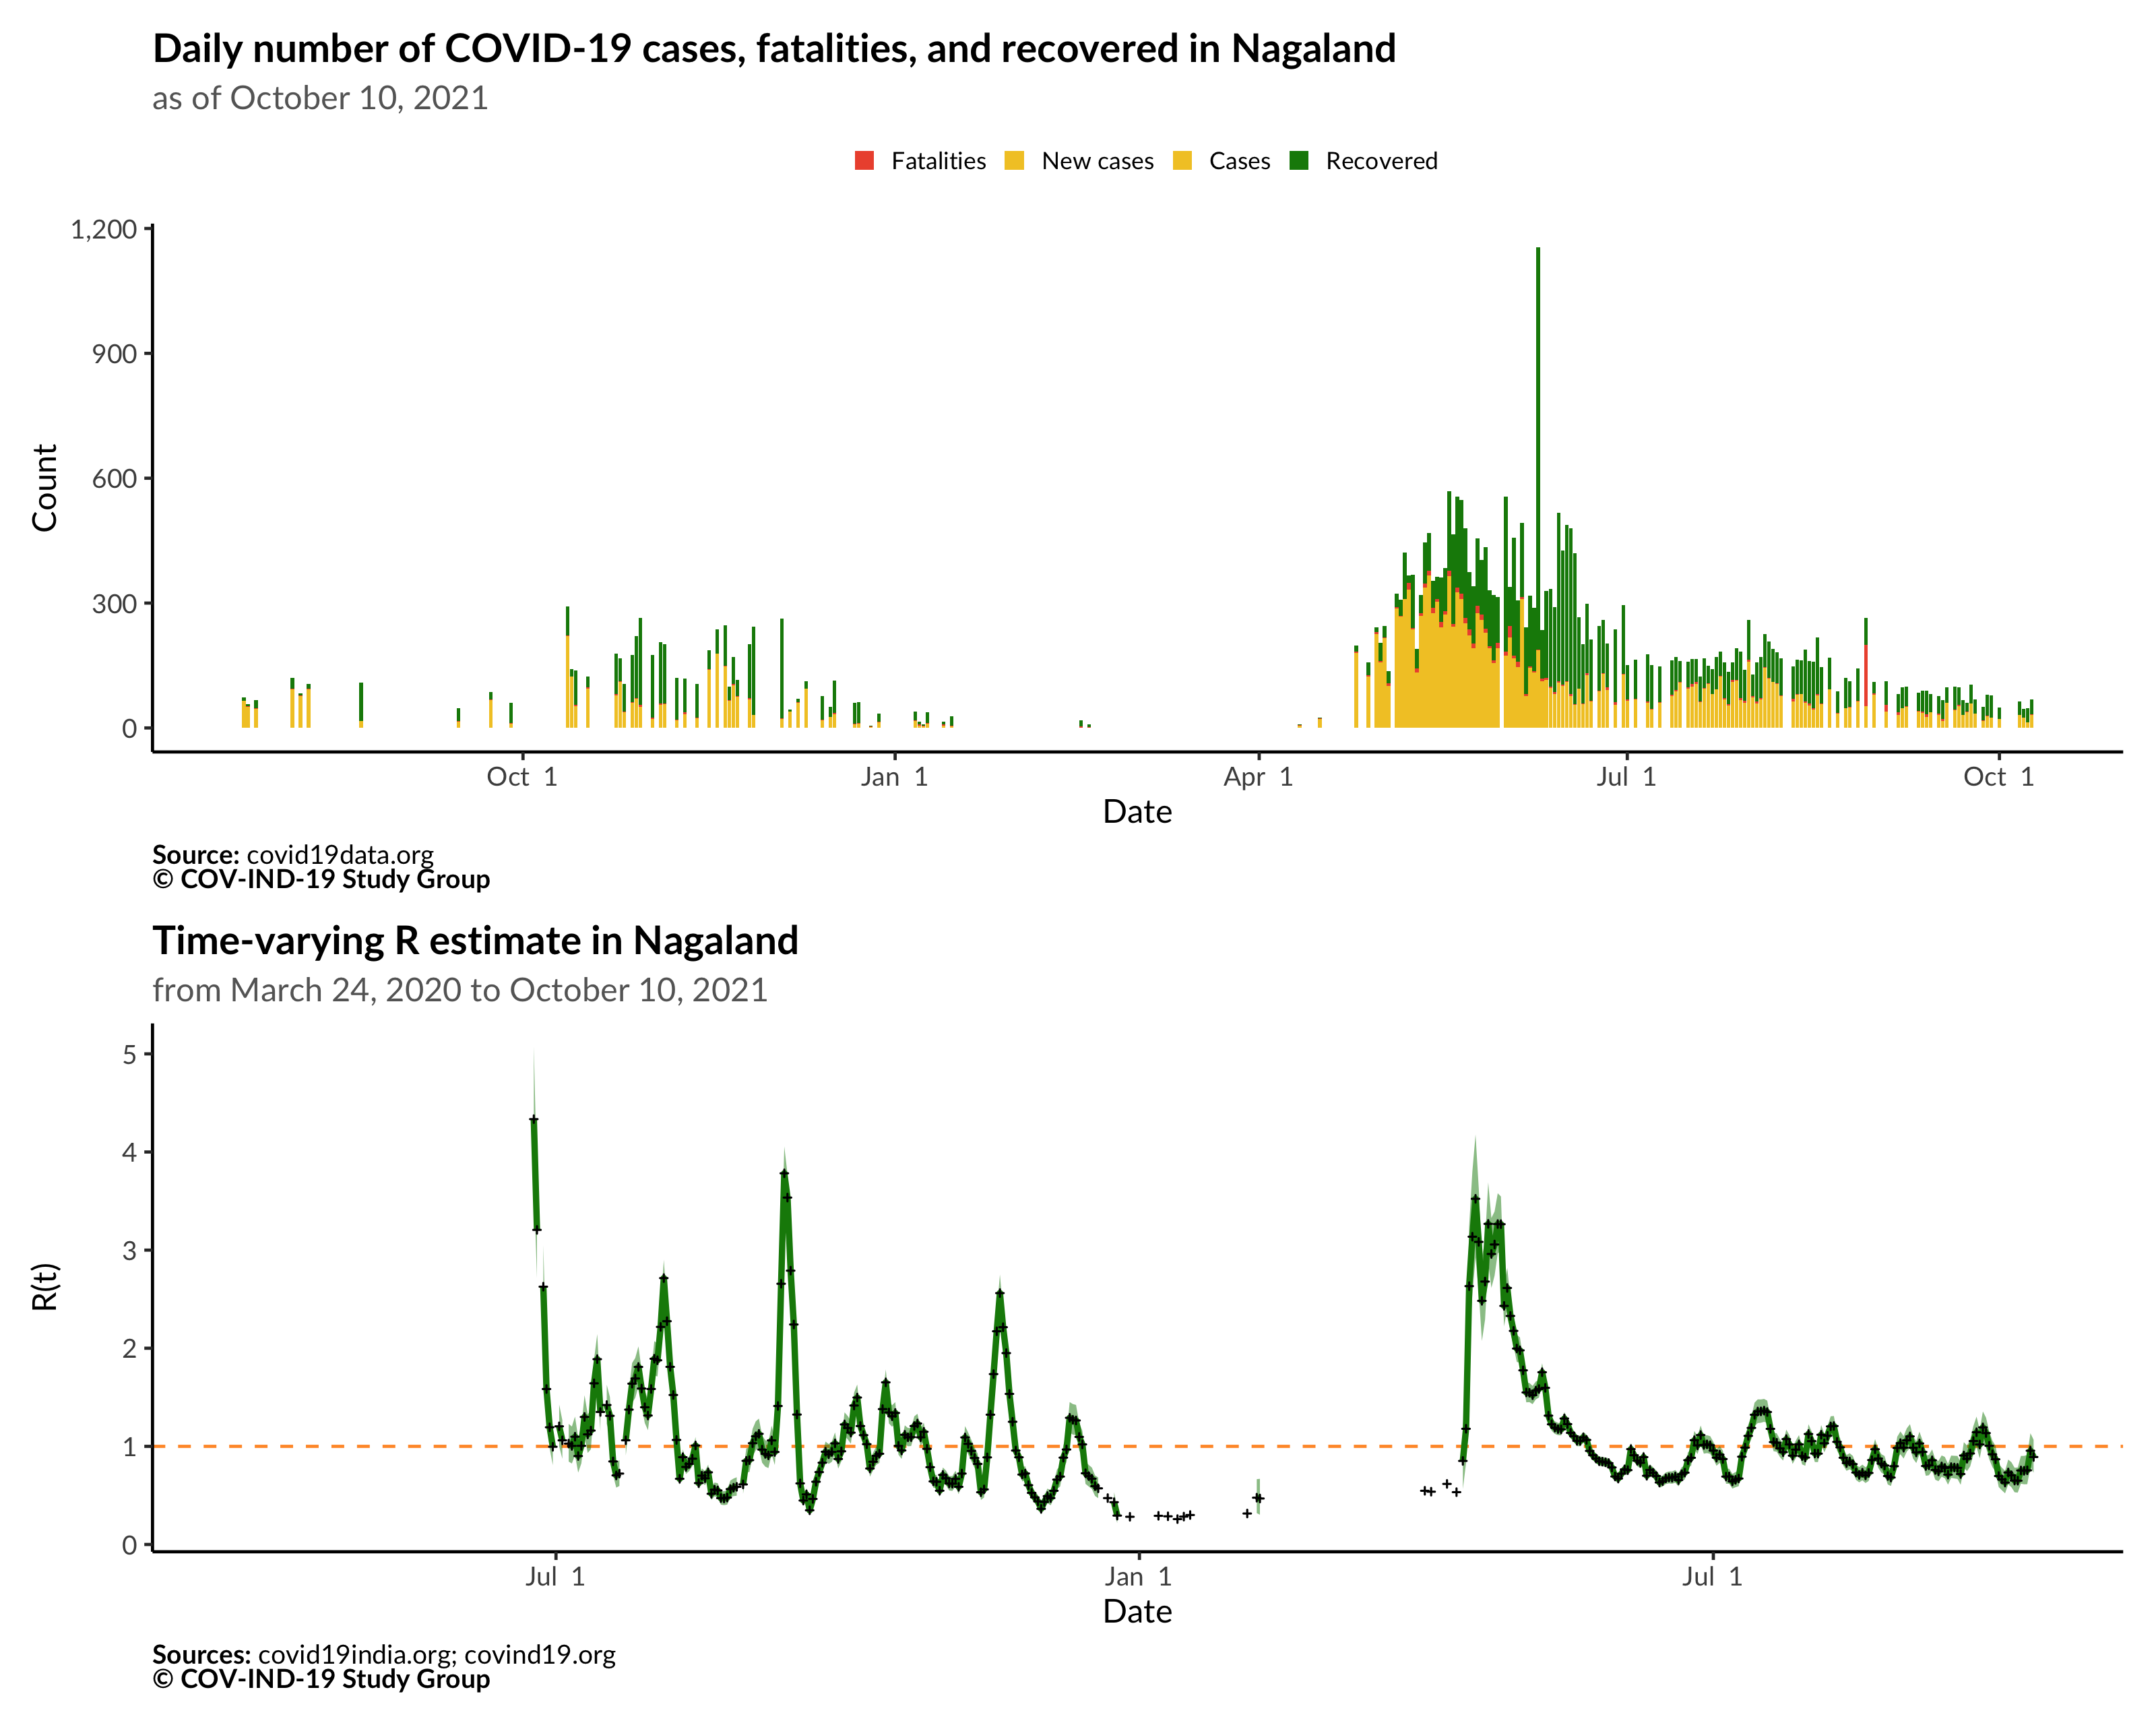 Daily number of COVID-19 cases, fatalities, and recovered in Nagaland
as of October 10, 2021
Fatalities New cases Cases Recovered
1,200
900
600
300
0
Count
Oct 1 Jan 1 Apr 1 Jul 1 Oct 1
Date
Source: covid19data.org
© COV-IND-19 Study Group
Time-varying R estimate in Nagaland
from March 24, 2020 to October 10, 2021
5
4
3
2
1
0
R(t)
Jul 1 Jan 1 Jul 1
Date
Sources: covid19india.org; covind19.org
© COV-IND-19 Study Group